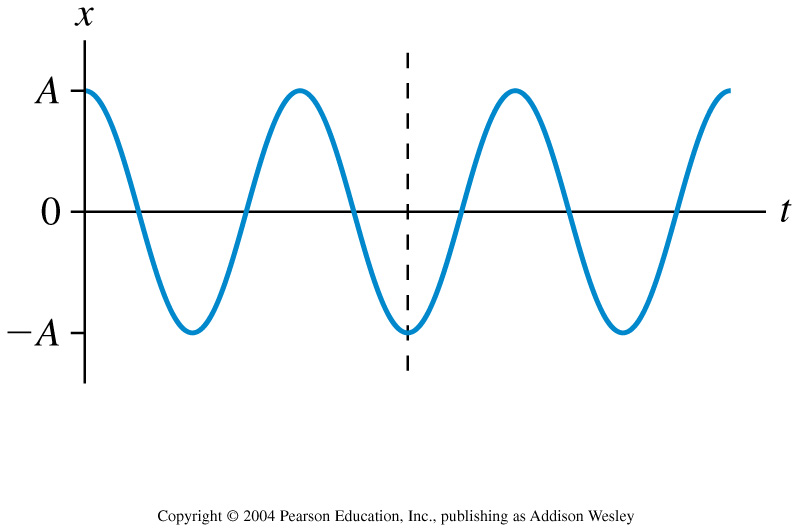 x
A
0
t
−A
Copyright © 2004 Pearson Education, Inc., publishing as Addison Wesley